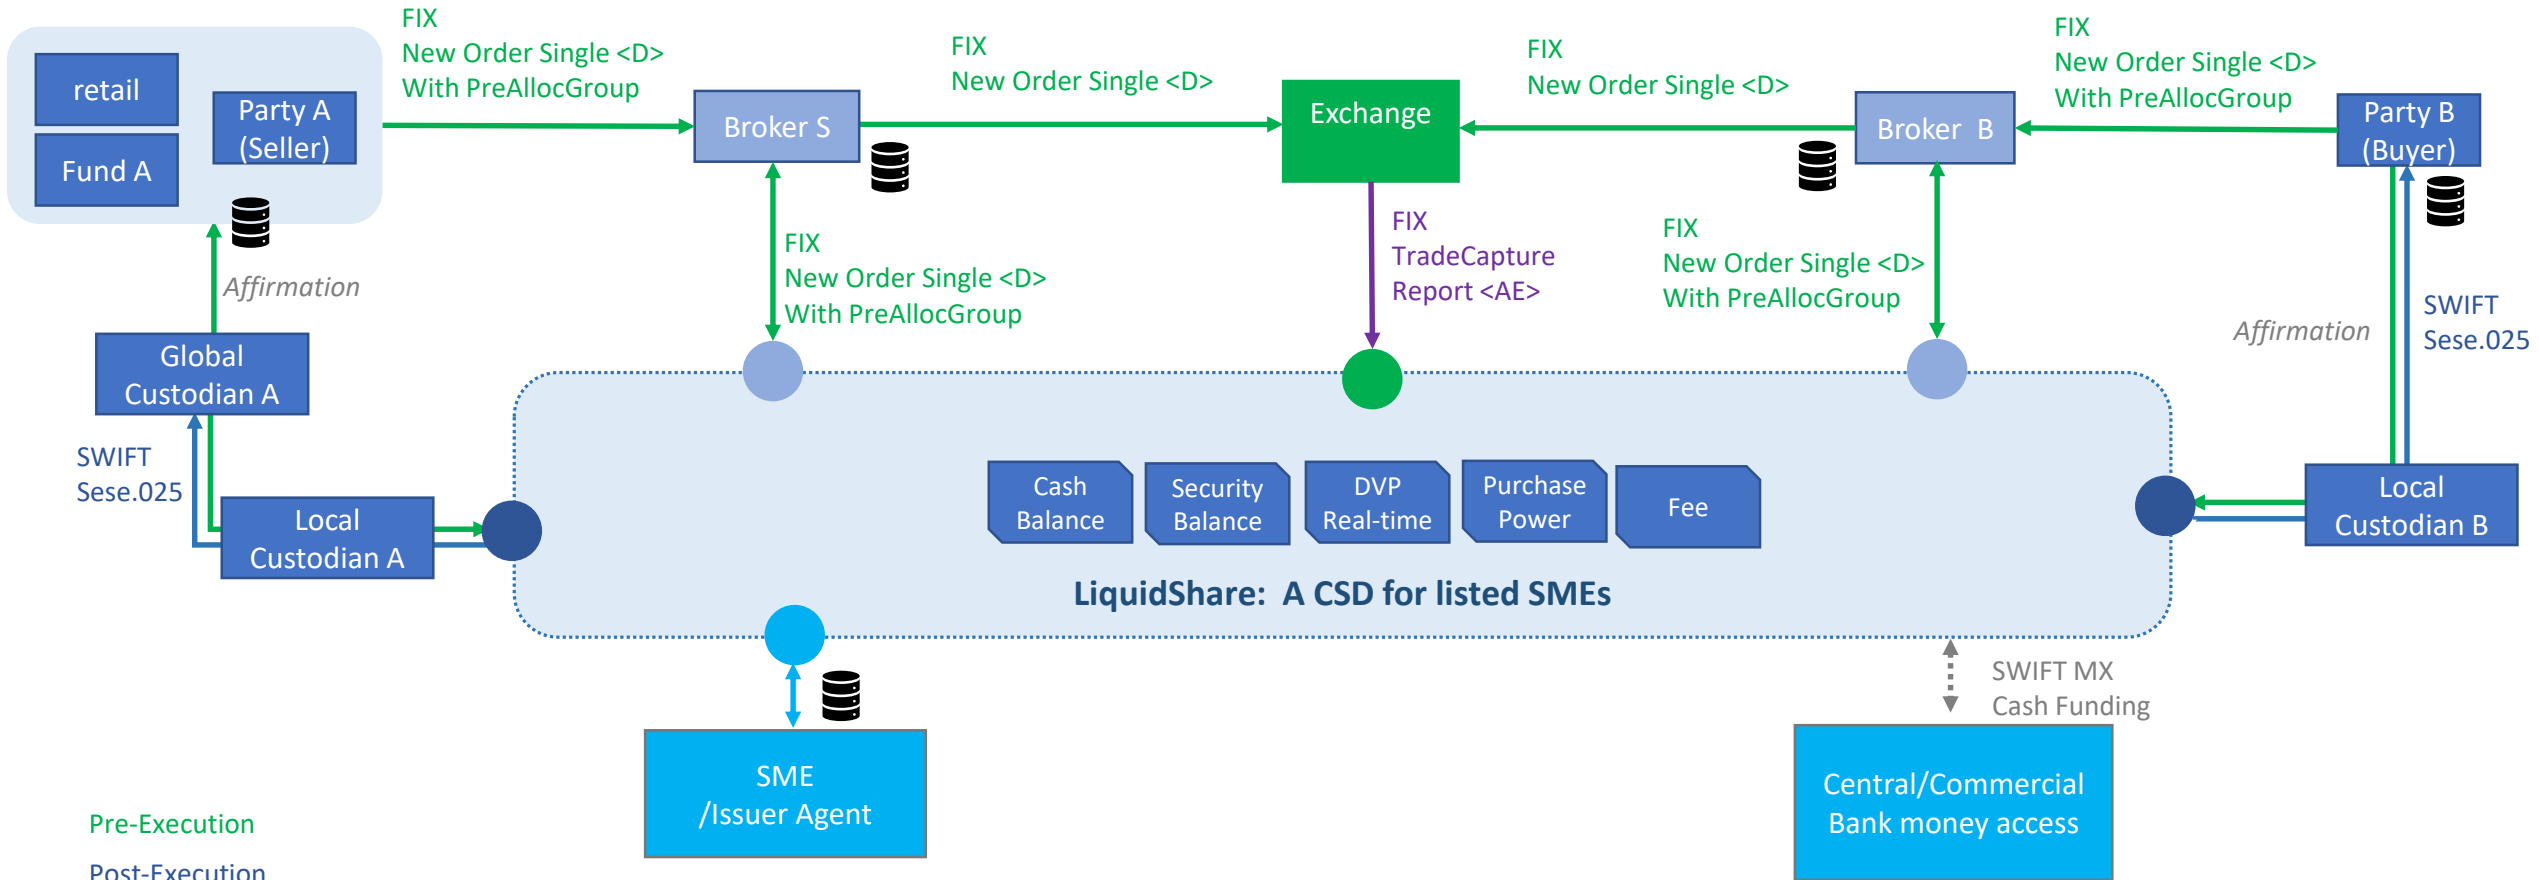 FIX
New Order Single <D>
With PreAllocGroup
FIX
New Order Single <D>
FIX
New Order Single <D>
FIX
New Order Single <D>
With PreAllocGroup
retail
Fund A
Party A
(Seller)
Broker S
Exchange
Broker B
Party B
(Buyer)
Affirmation
FIX
New Order Single <D>
With PreAllocGroup
FIX
TradeCapture
Report <AE>
FIX
New Order Single <D>
With PreAllocGroup
Affirmation
SWIFT
Sese.025
Global
Custodian A
SWIFT
Sese.025
Local
Custodian A
Cash
Balance
Security
Balance
DVP
Real-time
Purchase
Power
Fee
Local
Custodian B
LiquidShare: A CSD for listed SMEs
SWIFT MX
Cash Funding
SME
/Issuer Agent
Central/Commercial
Bank money access
Pre-Execution
Post-Execution